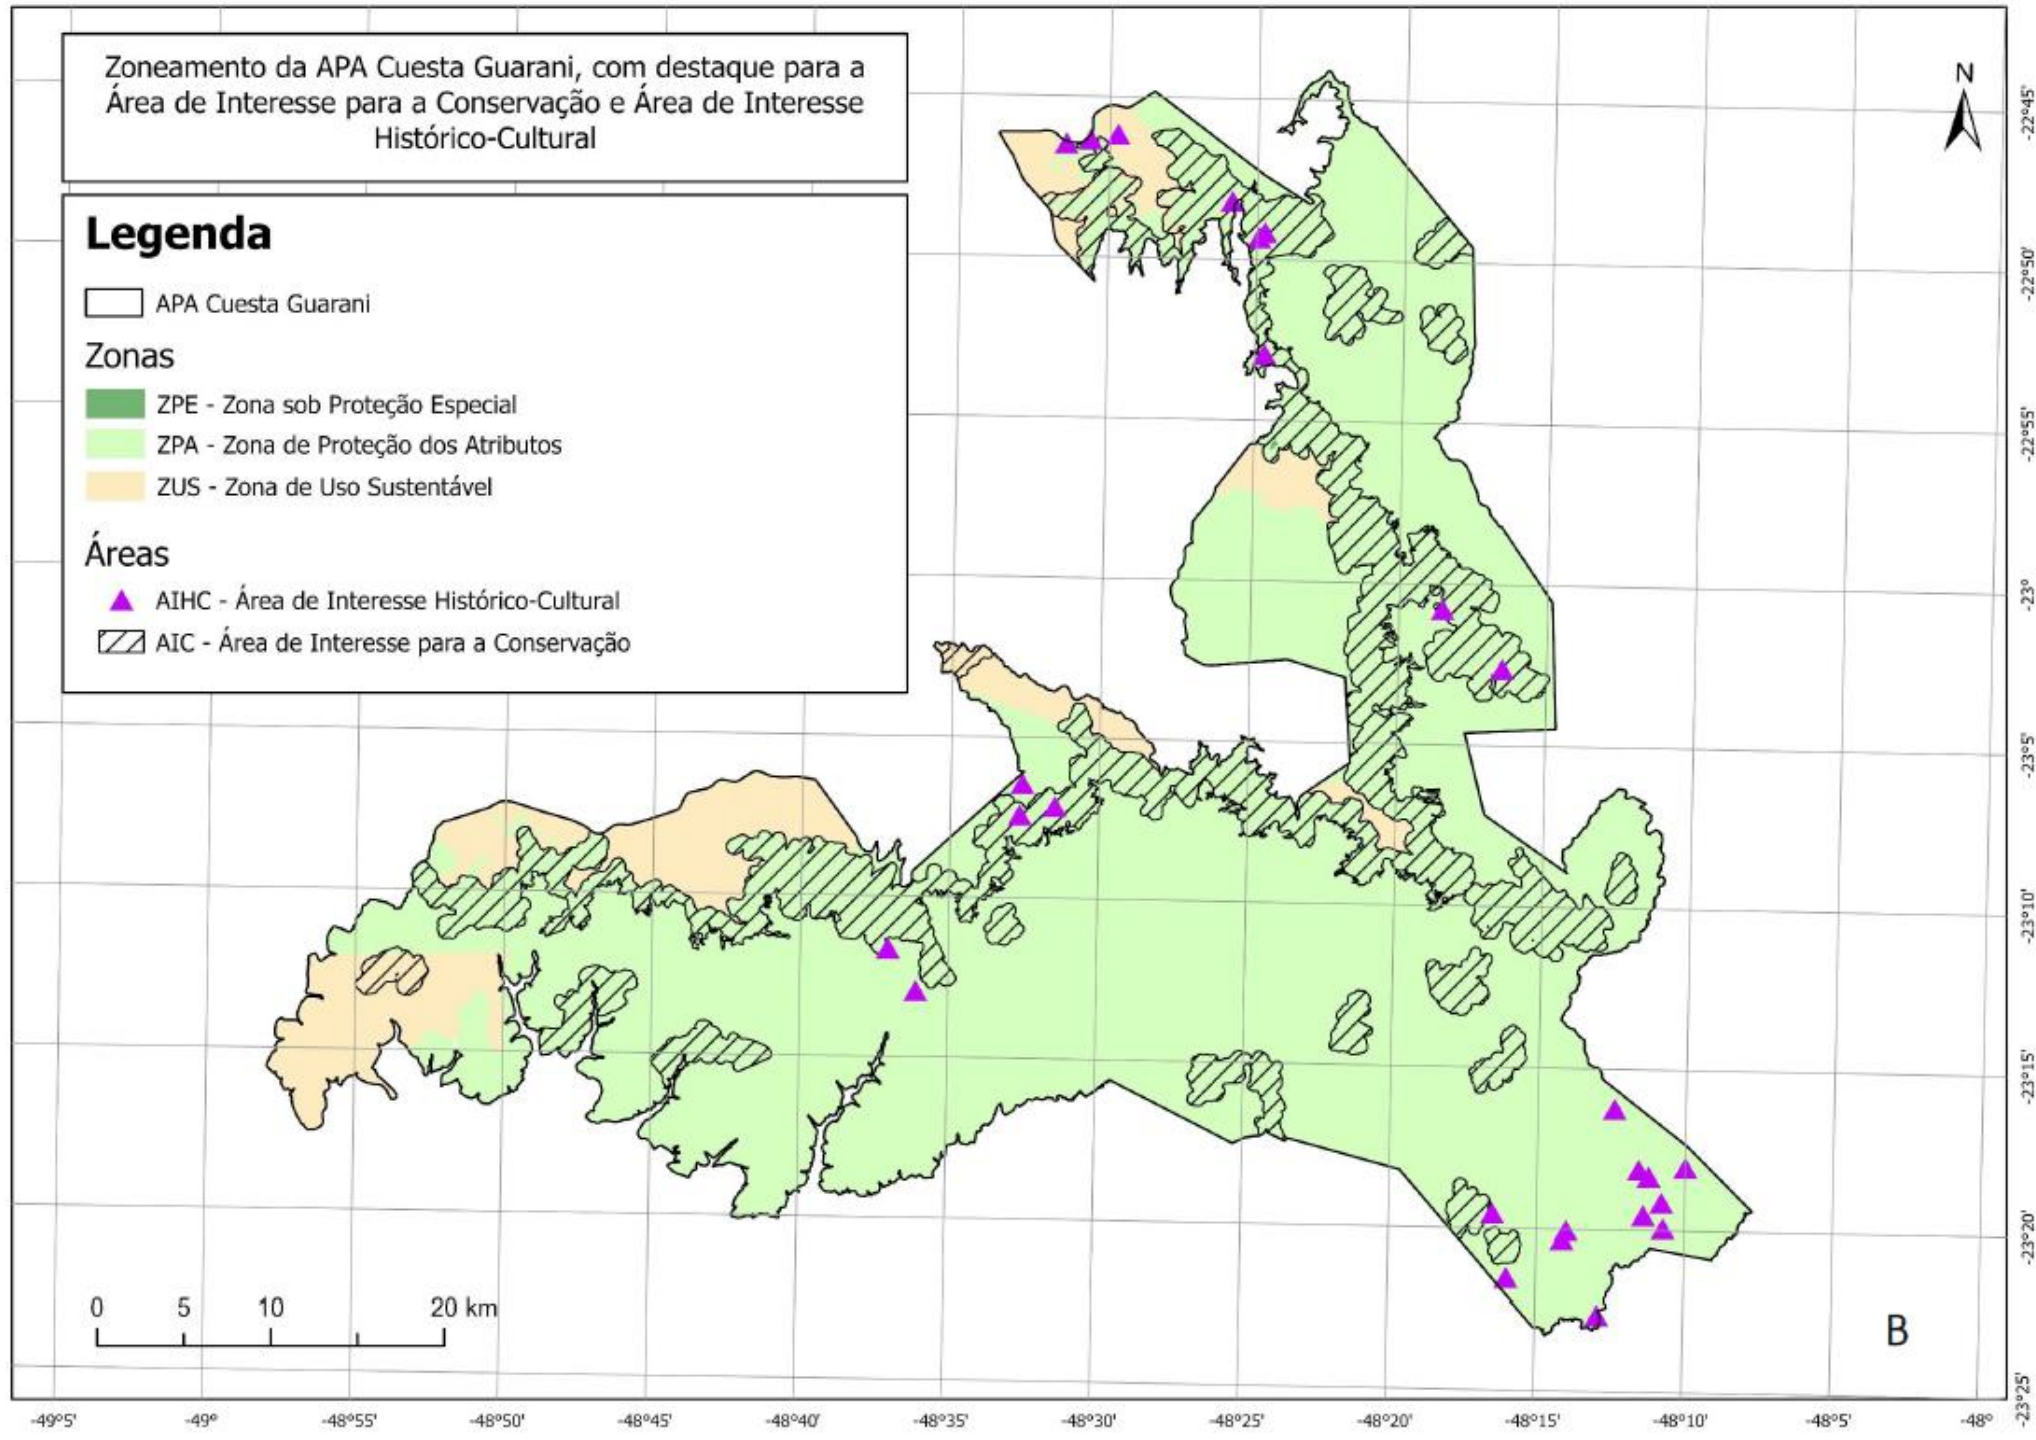 Zoneamento da APA Cuesta Guarani, com destaque para a
Área de Interesse para a Conservação e Área de Interesse
Histórico-Cultural
N
Legenda
APA Cuesta Guarani
Zonas
ZPE - Zona sob Proteção Especial
ZPA - Zona de Proteção dos Atributos
ZUS - Zona de Uso Sustentável
Áreas
AIHC - Área de Interesse Histórico-Cultural
AIC - Área de Interesse para a Conservação
-22°45'
-22°50'
-22°55'
-23°
-23°5'
-23°10'
-23°15'
-23°20'
-23°25'
0 5 10 20 km
B
-49°5' -49° -48°55' -48°50' -48°45' -48°40' -48°35' -48°30' -48°25' -48°20' -48°15' -48°10' -48°5' -48°